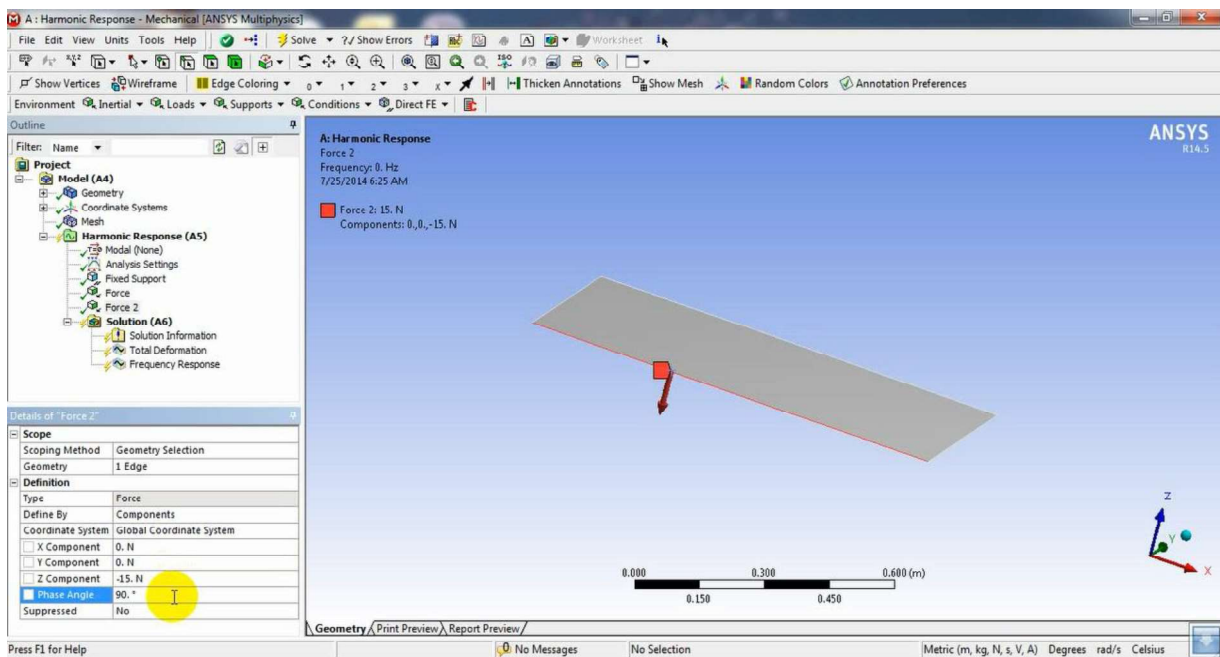 A : Harmonic Response - Mechanical [ANSYS Multiphysics]
File Edit View Units Tools Help Solve ?/ Show Errors Worksheet
Show Vertices Wireframe Edge Coloring Thicken Annotations Show Mesh Random Colors Annotation Preferences
Environment Inertial Loads Supports Conditions Direct FE
Outline
Filter: Name
Project
Model (A4)
Geometry
Coordinate Systems
Mesh
Harmonic Response (A5)
Modal (None)
Analysis Settings
Fixed Support
Force
Force 2
Solution (A6)
Solution Information
Total Deformation
Frequency Response
Details of "Force 2"
Scope
Scoping Method Geometry Selection
Geometry 1 Edge
Definition
Type Force
Define By Components
Coordinate System Global Coordinate System
X Component 0. N
Y Component 0. N
Z Component -15. N
Phase Angle 90. °
Suppressed No
A: Harmonic Response
Force 2
Frequency: 0. Hz
7/25/2014 6:25 AM
Force 2: 15. N
Components: 0.,0.,-15. N
ANSYS
R14.5
Z
Y
X
0.000 0.300 0.600 (m)
0.150 0.450
Geometry Print Preview Report Preview
Press F1 for Help No Messages No Selection Metric (m, kg, N, s, V, A) Degrees rad/s Celsius